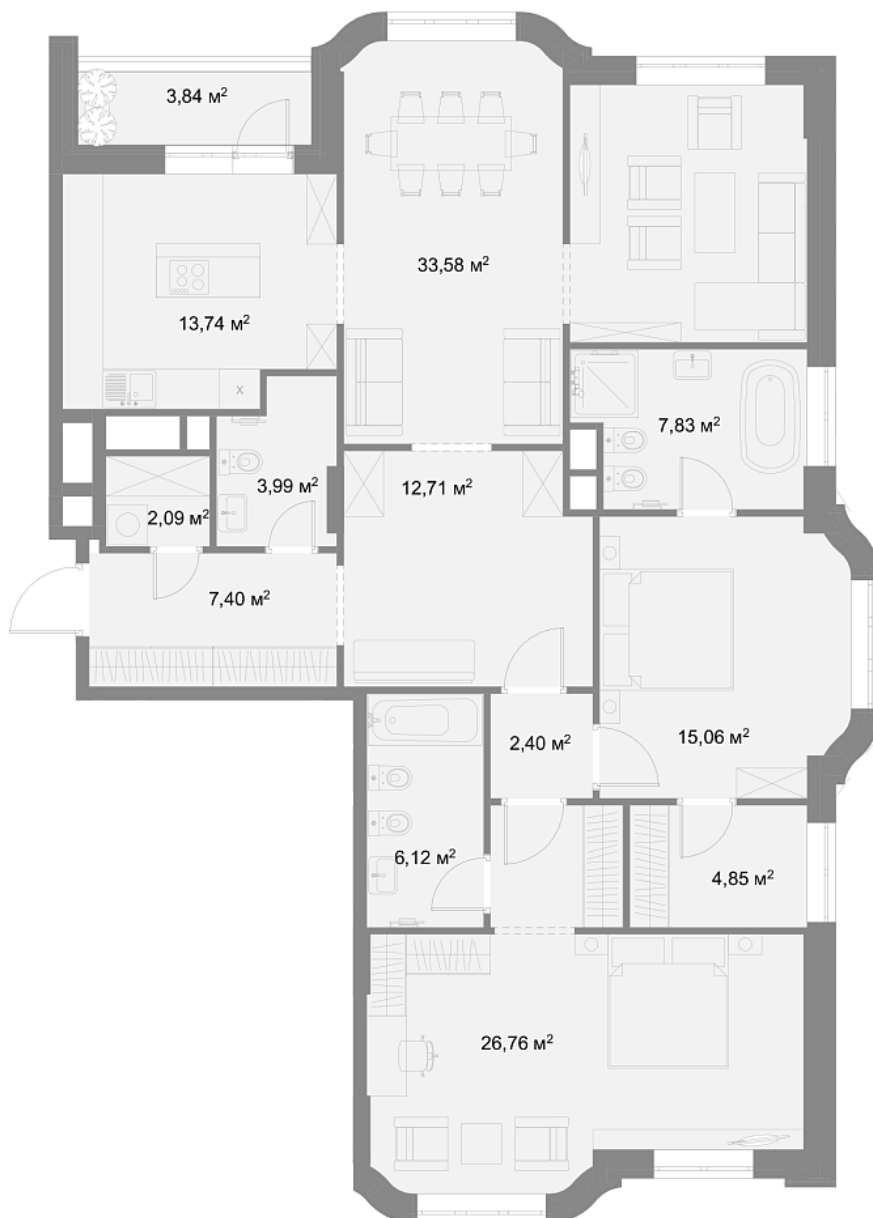 3,84 м²
33,58 м²
13,74 м²
7,83 м²
3,99 м²
12,71 м²
2,09 м²
7,40 м²
2,40 м²
15,06 м²
6,12 м²
4,85 м²
26,76 м²
x